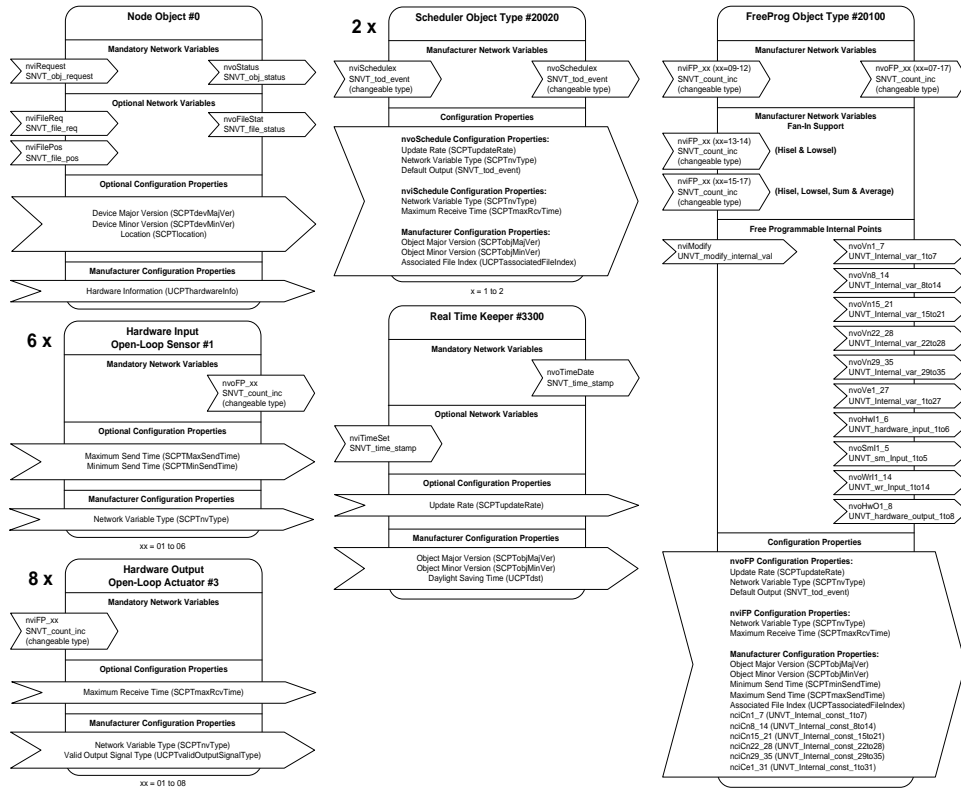 Node Object #0
Mandatory Network Variables
nviRequest
SNVT_obj_request
nvoStatus
SNVT_obj_status
Optional Network Variables
nviFileReq
SNVT_file_req
nvoFileStat
SNVT_file_status
nviFilePos
SNVT_file_pos
Optional Configuration Properties
Device Major Version (SCPTdevMajVer)
Device Minor Version (SCPTdevMinVer)
Location (SCPTlocation)
Manufacturer Configuration Properties
Hardware Information (UCPThardwareInfo)
6 x
Hardware Input
Open-Loop Sensor #1
Mandatory Network Variables
nvoFP_xx
SNVT_count_inc
(changeable type)
Optional Configuration Properties
Maximum Send Time (SCPTMaxSendTime)
Minimum Send Time (SCPTMinSendTime)
Manufacturer Configuration Properties
Network Variable Type (SCPTnvType)
xx = 01 to 06
8 x
Hardware Output
Open-Loop Actuator #3
Mandatory Network Variables
nviFP_xx
SNVT_count_inc
(changeable type)
Optional Configuration Properties
Maximum Receive Time (SCPTmaxRcvTime)
Manufacturer Configuration Properties
Network Variable Type (SCPTnvType)
Valid Output Signal Type (UCPTvalidOutputSignalType)
xx = 01 to 08
2 x
Scheduler Object Type #20020
Manufacturer Network Variables
nviSchedulex
SNVT_tod_event
(changeable type)
nvoSchedulex
SNVT_tod_event
(changeable type)
Configuration Properties
nvoSchedule Configuration Properties:
Update Rate (SCPTupdateRate)
Network Variable Type (SCPTnvType)
Default Output (SNVT_tod_event)
nviSchedule Configuration Properties:
Network Variable Type (SCPTnvType)
Maximum Receive Time (SCPTmaxRcvTime)
Manufacturer Configuration Properties:
Object Major Version (SCPTobjMajVer)
Object Minor Version (SCPTobjMinVer)
Associated File Index (UCPTassociatedFileIndex)
x = 1 to 2
Real Time Keeper #3300
Mandatory Network Variables
nvoTimeDate
SNVT_time_stamp
Optional Network Variables
nviTimeSet
SNVT_time_stamp
Optional Configuration Properties
Update Rate (SCPTupdateRate)
Manufacturer Configuration Properties
Object Major Version (SCPTobjMajVer)
Object Minor Version (SCPTobjMinVer)
Daylight Saving Time (UCPTdst)
FreeProg Object Type #20100
Manufacturer Network Variables
nviFP_xx (xx=09-12)
SNVT_count_inc
(changeable type)
nvoFP_xx (xx=07-17)
SNVT_count_inc
(changeable type)
Manufacturer Network Variables
Fan-In Support
nviFP_xx (xx=13-14)
SNVT_count_inc
(changeable type)
(Hisel & Lowsel)
nviFP_xx (xx=15-17)
SNVT_count_inc
(changeable type)
(Hisel, Lowsel, Sum & Average)
Free Programmable Internal Points
nviModify
UNVT_modify_internal_val
nvoVn1_7
UNVT_Internal_var_1to7
nvoVn8_14
UNVT_Internal_var_8to14
nvoVn15_21
UNVT_Internal_var_15to21
nvoVn22_28
UNVT_Internal_var_22to28
nvoVn29_35
UNVT_Internal_var_29to35
nvoVe1_27
UNVT_Internal_var_1to27
nvoHwI1_6
UNVT_hardware_input_1to6
nvoSmI1_5
UNVT_sm_Input_1to5
nvoWrI1_14
UNVT_wr_Input_1to14
nvoHwO1_8
UNVT_hardware_output_1to8
Configuration Properties
nvoFP Configuration Properties:
Update Rate (SCPTupdateRate)
Network Variable Type (SCPTnvType)
Default Output (SNVT_tod_event)
nviFP Configuration Properties:
Network Variable Type (SCPTnvType)
Maximum Receive Time (SCPTmaxRcvTime)
Manufacturer Configuration Properties:
Object Major Version (SCPTobjMajVer)
Object Minor Version (SCPTobjMinVer)
Minimum Send Time (SCPTminSendTime)
Maximum Send Time (SCPTmaxSendTime)
Associated File Index (UCPTassociatedFileIndex)
nciCn1_7 (UNVT_Internal_const_1to7)
nciCn8_14 (UNVT_Internal_const_8to14)
nciCn15_21 (UNVT_Internal_const_15to21)
nciCn22_28 (UNVT_Internal_const_22to28)
nciCn29_35 (UNVT_Internal_const_29to35)
nciCe1_31 (UNVT_Internal_const_1to31)